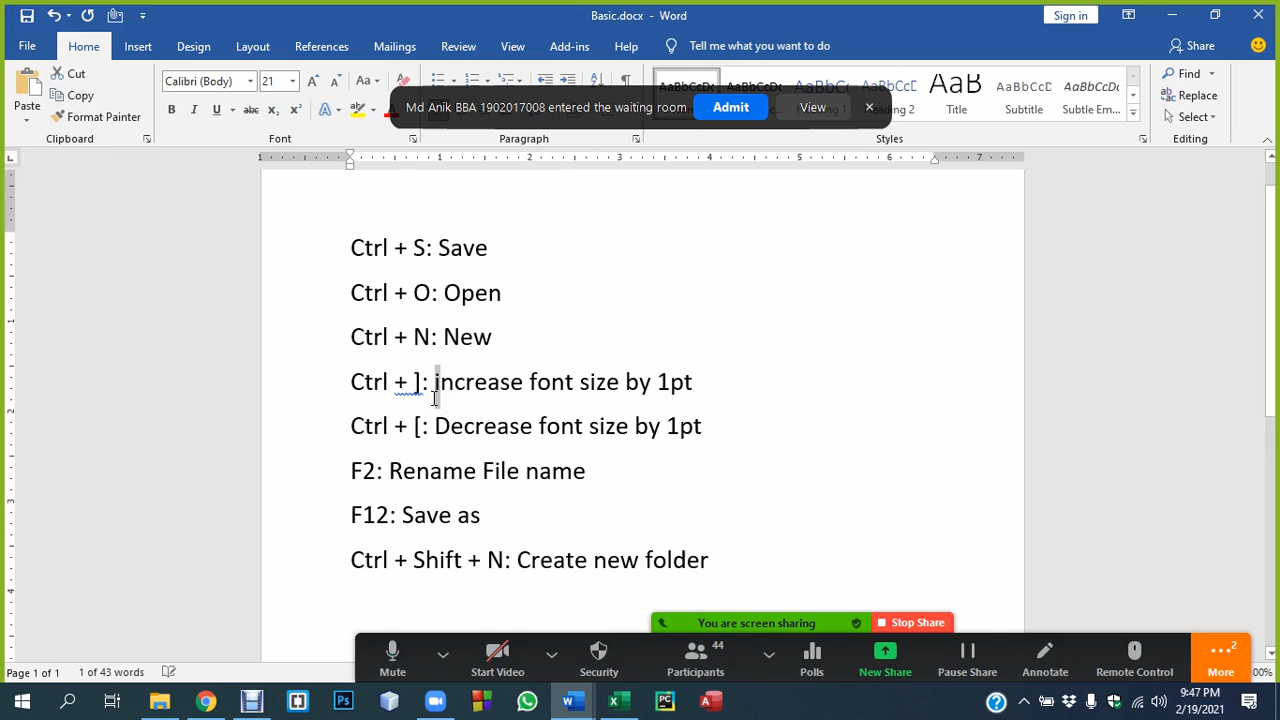 Basic.docx - Word
Sign in
File Home Insert Design Layout References Mailings Review View Add-ins Help Tell me what you want to do Share
Paste
Cut
Copy
Format Painter
Clipboard
Calibri (Body) 21
Font
Paragraph
Md Anik BBA 1902017008 entered the waiting room Admit View
Title
Subtitle
Subtle Em...
Styles
Find
Replace
Select
Editing
Ctrl + S: Save
Ctrl + O: Open
Ctrl + N: New
Ctrl + ]: increase font size by 1pt
Ctrl + [: Decrease font size by 1pt
F2: Rename File name
F12: Save as
Ctrl + Shift + N: Create new folder
You are screen sharing Stop Share
Mute Start Video Security Participants 44 Polls New Share Pause Share Annotate Remote Control More 2
Page 1 of 1 1 of 43 words
9:47 PM
2/19/2021